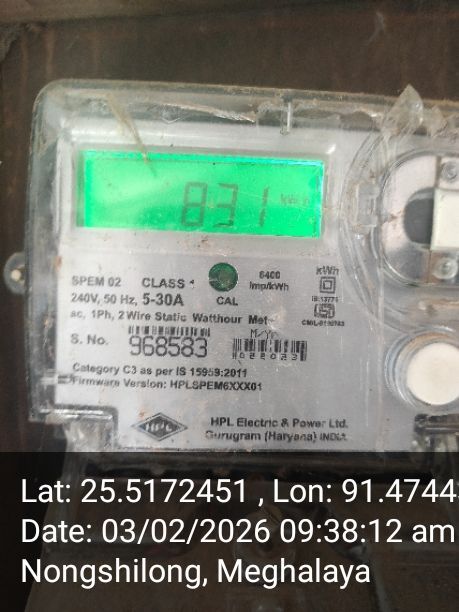 831 kWh
SPEM 02 CLASS 1 6400 kWh
240V, 50 Hz, 5-30A CAL Imp/kWh
ac, 1Ph, 2 Wire Static Watthour Met
S. No. 968583 M/Yr.
Category C3 as per IS 15959:2011
Firmware Version: HPLSPEM6XXX01
HPL
HPL Electric & Power Ltd.
Gurugram (Haryana) INDIA.
Lat: 25.5172451 , Lon: 91.4744
Date: 03/02/2026 09:38:12 am
Nongshilong, Meghalaya